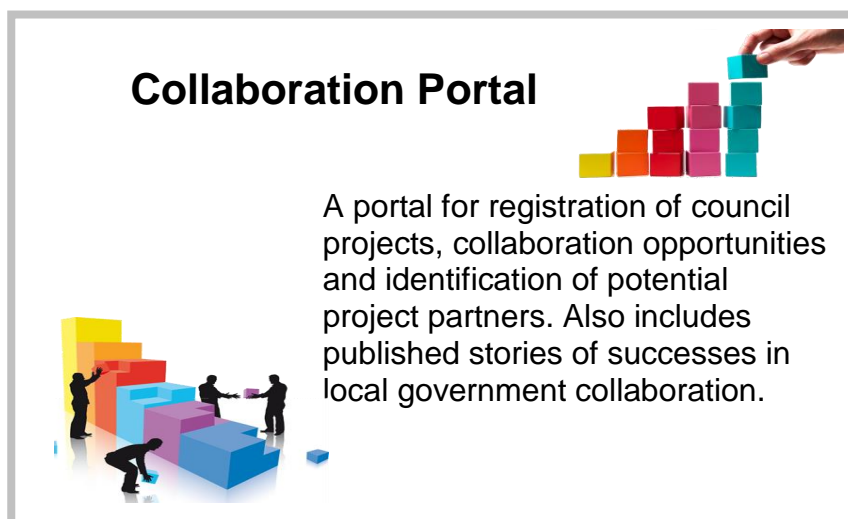 Collaboration Portal
A portal for registration of council
projects, collaboration opportunities
and identification of potential
project partners. Also includes
published stories of successes in
local government collaboration.